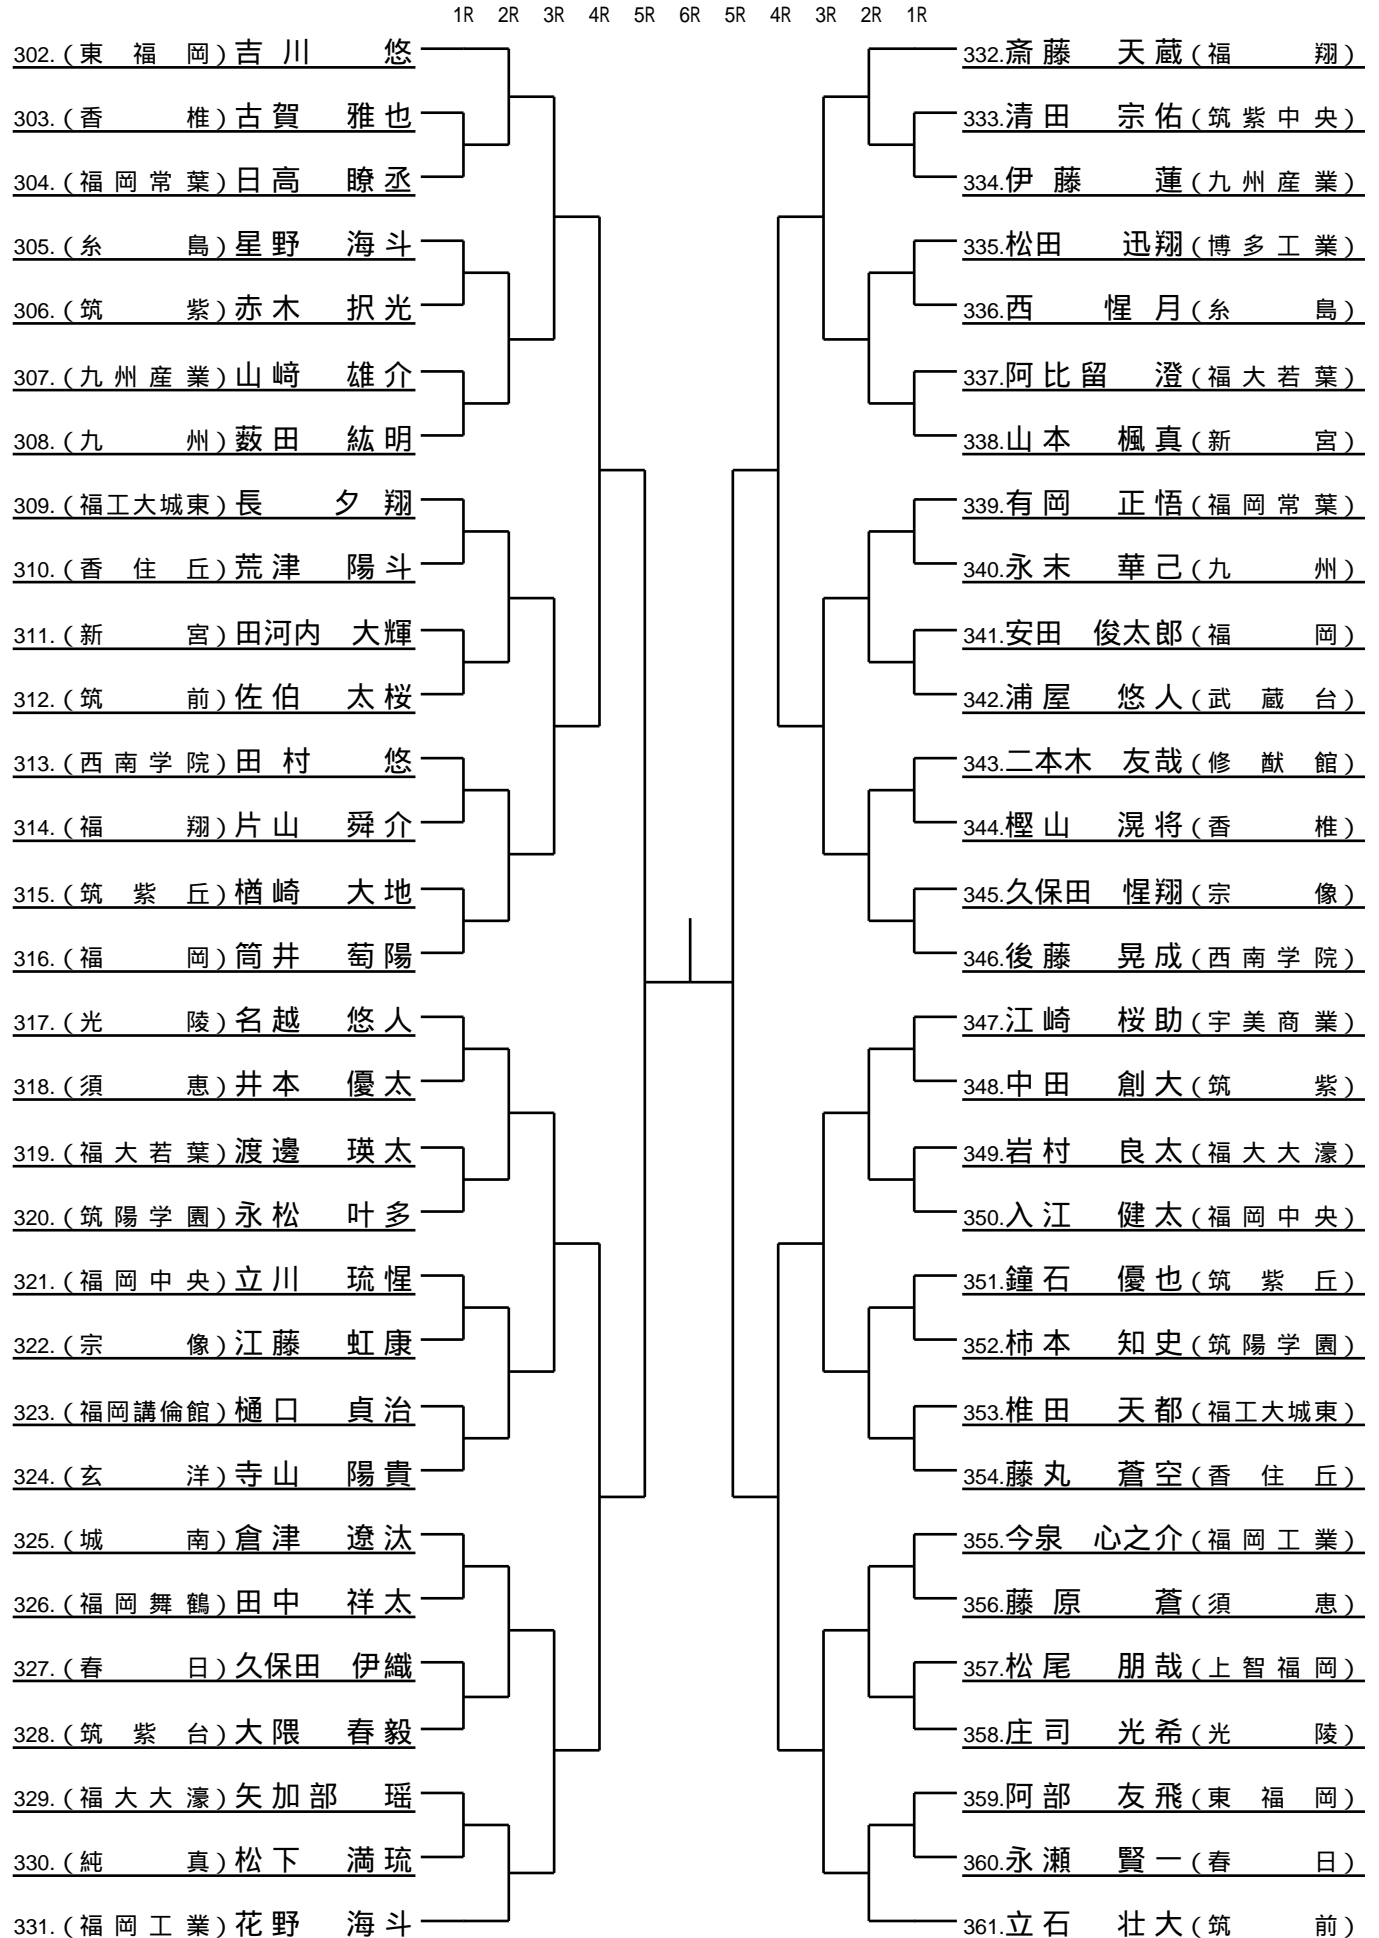 1R 2R 3R 4R 5R 6R 5R 4R 3R 2R 1R
302.(東福岡)吉川 悠
303.(香椎)古賀 雅也
304.(福岡常葉)日高 瞭丞
305.(糸島)星野 海斗
306.(筑紫)赤木 択光
307.(九州産業)山﨑 雄介
308.(九州)薮田 紘明
309.(福工大城東)長 夕翔
310.(香住丘)荒津 陽斗
311.(新宮)田河内 大輝
312.(筑前)佐伯 太桜
313.(西南学院)田村 悠
314.(福翔)片山 舜介
315.(筑紫丘)楢崎 大地
316.(福岡)筒井 萄陽
317.(光陵)名越 悠人
318.(須恵)井本 優太
319.(福大若葉)渡邊 瑛太
320.(筑陽学園)永松 叶多
321.(福岡中央)立川 琉惺
322.(宗像)江藤 虹康
323.(福岡講倫館)樋口 貞治
324.(玄洋)寺山 陽貴
325.(城南)倉津 遼汰
326.(福岡舞鶴)田中 祥太
327.(春日)久保田 伊織
328.(筑紫台)大隈 春毅
329.(福大大濠)矢加部 瑶
330.(純真)松下 満琉
331.(福岡工業)花野 海斗
332.斎藤 天蔵(福翔)
333.清田 宗佑(筑紫中央)
334.伊藤 蓮(九州産業)
335.松田 迅翔(博多工業)
336.西 惺月(糸島)
337.阿比留 澄(福大若葉)
338.山本 楓真(新宮)
339.有岡 正悟(福岡常葉)
340.永末 華己(九州)
341.安田 俊太郎(福岡)
342.浦屋 悠人(武蔵台)
343.二本木 友哉(修猷館)
344.樫山 滉将(香椎)
345.久保田 惺翔(宗像)
346.後藤 晃成(西南学院)
347.江崎 桜助(宇美商業)
348.中田 創大(筑紫)
349.岩村 良太(福大大濠)
350.入江 健太(福岡中央)
351.鐘石 優也(筑紫丘)
352.柿本 知史(筑陽学園)
353.椎田 天都(福工大城東)
354.藤丸 蒼空(香住丘)
355.今泉 心之介(福岡工業)
356.藤原 蒼(須恵)
357.松尾 朋哉(上智福岡)
358.庄司 光希(光陵)
359.阿部 友飛(東福岡)
360.永瀬 賢一(春日)
361.立石 壮大(筑前)